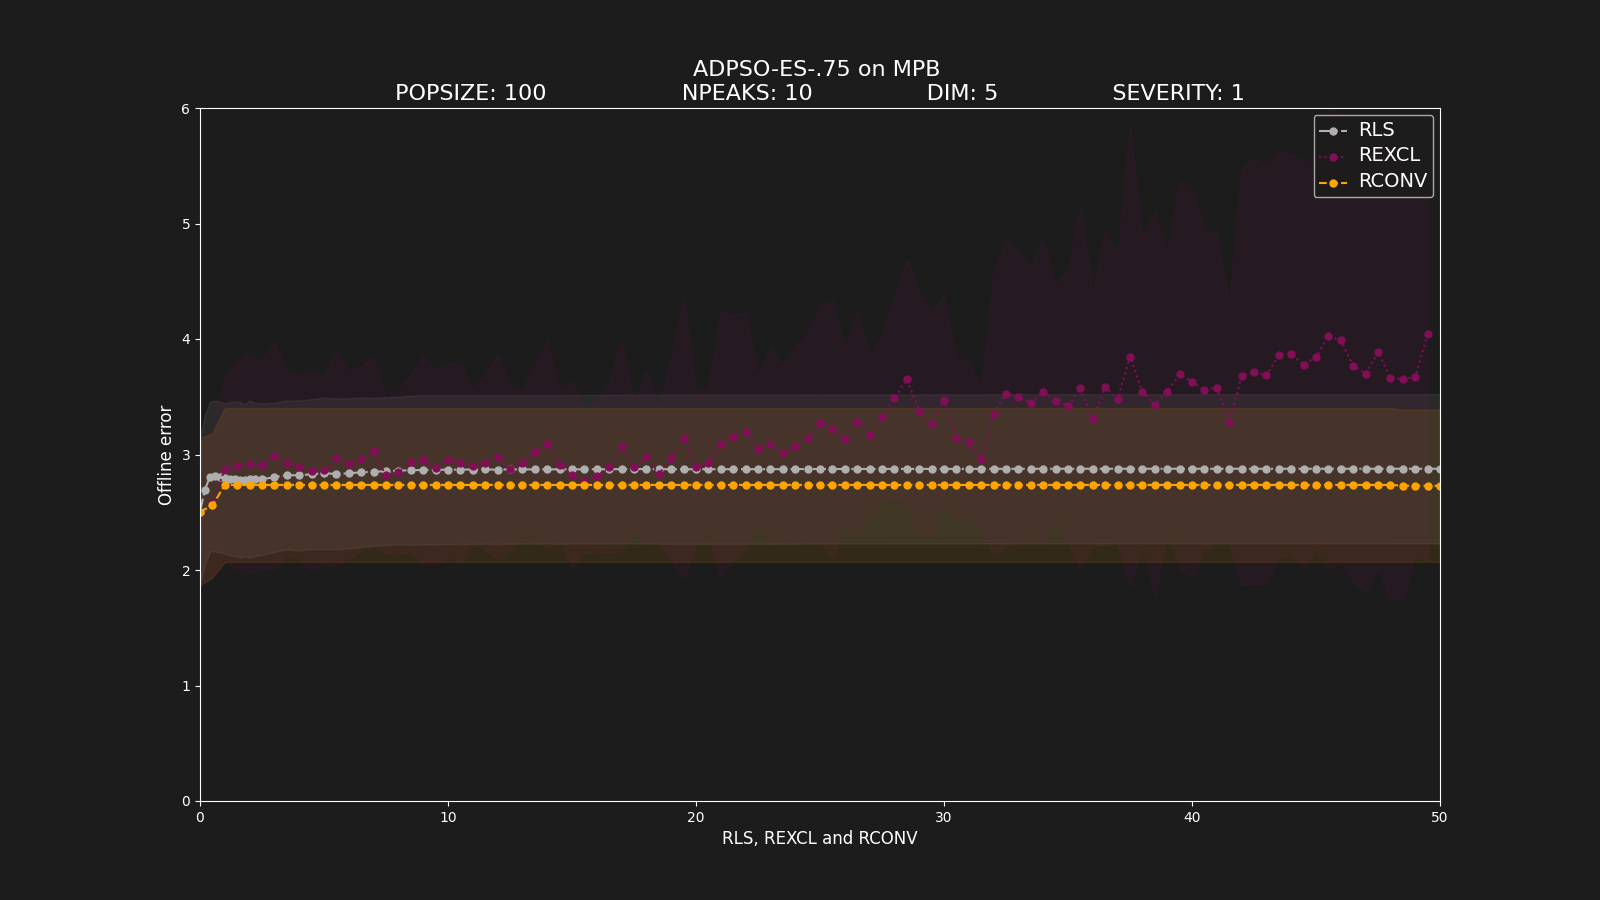 ADPSO-ES-.75 on MPB
POPSIZE: 100 NPEAKS: 10 DIM: 5 SEVERITY: 1
RLS
REXCL
RCONV
Offline error
6
5
4
3
2
1
0
0 10 20 30 40 50
RLS, REXCL and RCONV